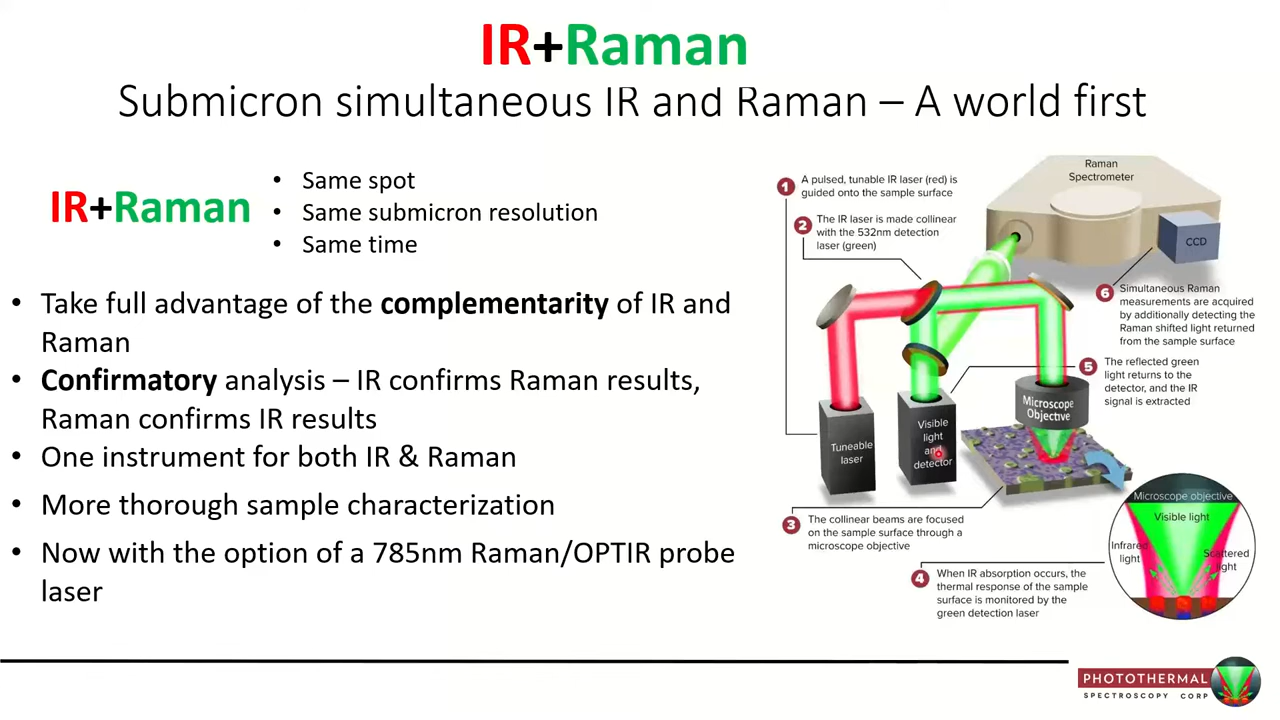 IR+Raman
Submicron simultaneous IR and Raman – A world first
IR+Raman
• Same spot
• Same submicron resolution
• Same time
• Take full advantage of the complementarity of IR and
Raman
• Confirmatory analysis – IR confirms Raman results,
Raman confirms IR results
• One instrument for both IR & Raman
• More thorough sample characterization
• Now with the option of a 785nm Raman/OPTIR probe
laser
1 A pulsed, tunable IR laser (red) is
guided onto the sample surface
2 The IR laser is made collinear
with the 532nm detection
laser (green)
Raman
Spectrometer
CCD
6 Simultaneous Raman
measurements are acquired
by additionally detecting the
Raman shifted light returned
from the sample surface
5 The reflected green
light returns to the
detector, and the IR
signal is extracted
Microscope
Objective
Tuneable
laser
Visible
light
and
detector
3 The collinear beams are focused
on the sample surface through a
microscope objective
4 When IR absorption occurs, the
thermal response of the sample
surface is monitored by the
green detection laser
Microscope objective
Visible light
Infrared
light
Scattered
light
PHOTOTHERMAL
SPECTROSCOPY CORP